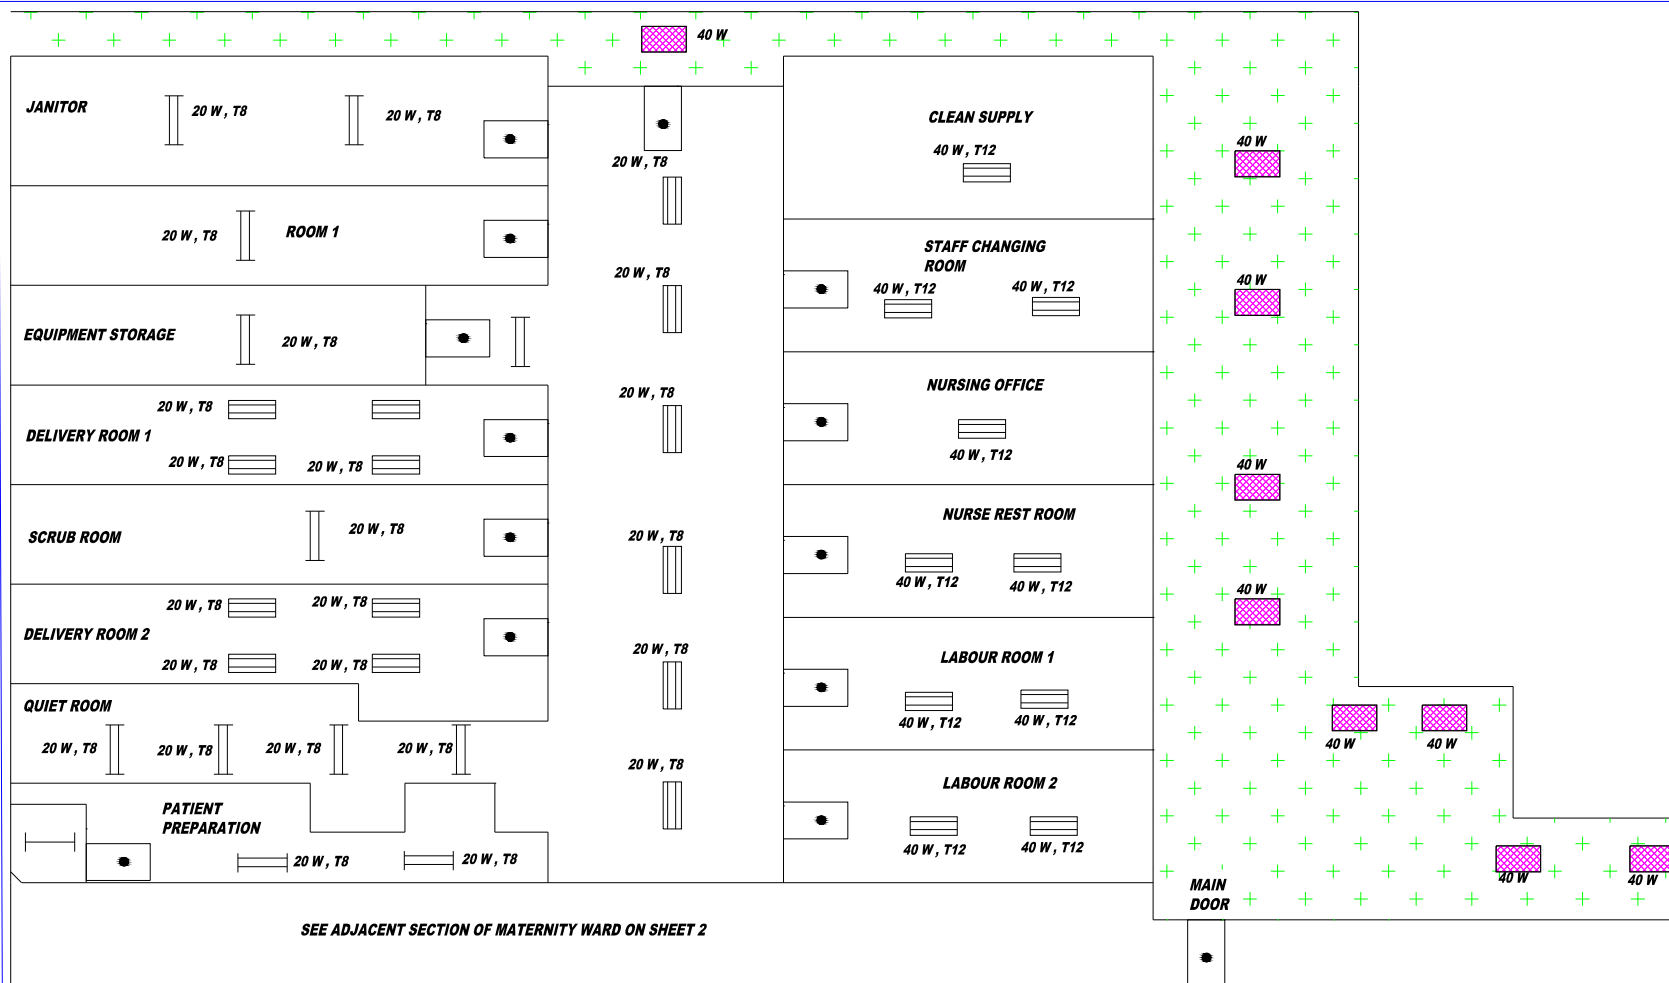 40 W
JANITOR
20 W , T8
20 W , T8
20 W , T8
ROOM 1
20 W , T8
EQUIPMENT STORAGE
20 W , T8
20 W , T8
DELIVERY ROOM 1
20 W , T8
20 W , T8
SCRUB ROOM
20 W , T8
20 W , T8
20 W , T8
DELIVERY ROOM 2
20 W , T8
20 W , T8
QUIET ROOM
20 W , T8
20 W , T8
20 W , T8
20 W , T8
PATIENT
PREPARATION
20 W , T8
20 W , T8
20 W , T8
20 W , T8
20 W , T8
20 W , T8
20 W , T8
CLEAN SUPPLY
40 W , T12
STAFF CHANGING
ROOM
40 W , T12
40 W , T12
NURSING OFFICE
40 W , T12
NURSE REST ROOM
40 W , T12
40 W , T12
LABOUR ROOM 1
40 W , T12
40 W , T12
LABOUR ROOM 2
40 W , T12
40 W , T12
40 W
40 W
40 W
40 W
40 W
40 W
40 W
40 W
MAIN
DOOR
SEE ADJACENT SECTION OF MATERNITY WARD ON SHEET 2